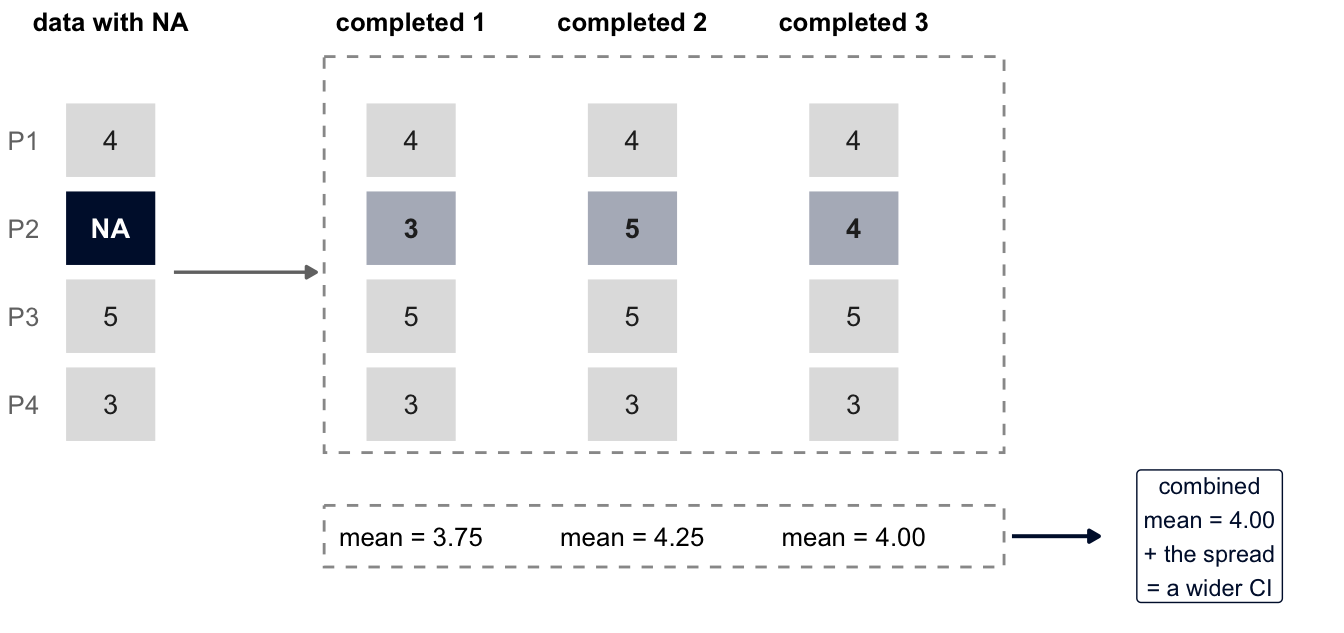 data with NA completed 1 completed 2 completed 3
P1 4 4 4 4
P2 NA 3 5 4
P3 5 5 5 5
P4 3 3 3 3
mean = 3.75 mean = 4.25 mean = 4.00
combined
mean = 4.00
+ the spread
= a wider CI